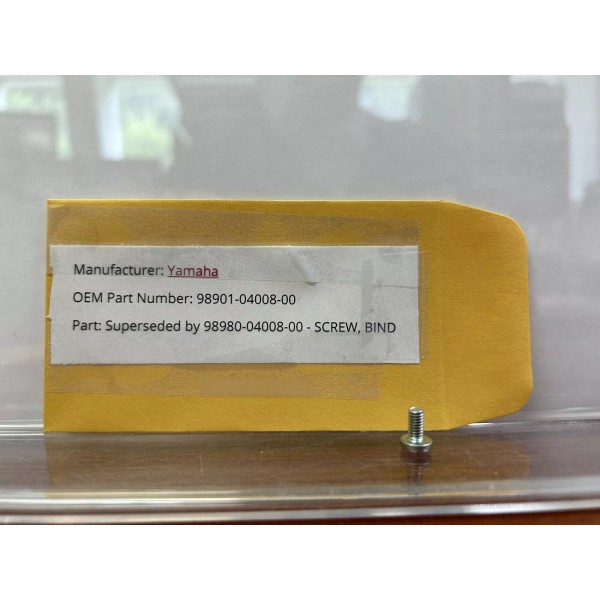 Manufacturer: Yamaha
OEM Part Number: 98901-04008-00
Part: Superseded by 98980-04008-00 - SCREW, BIND